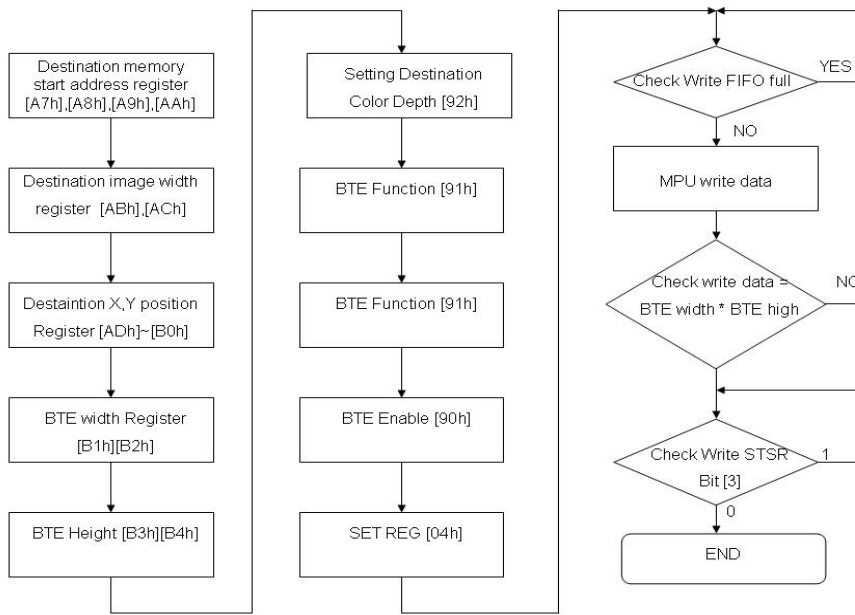 Destination memory
start address register
[A7h],[A8h],[A9h],[AAh]
Destination image width
register [ABh],[ACh]
Destaintion X,Y position
Register [ADh]~[B0h]
BTE width Register
[B1h][B2h]
BTE Height [B3h][B4h]
Setting Destination
Color Depth [92h]
BTE Function [91h]
BTE Function [91h]
BTE Enable [90h]
SET REG [04h]
Check Write FIFO full
YES
NO
MPU write data
Check write data =
BTE width * BTE high
NO
Check Write STSR
Bit [3]
1
0
END